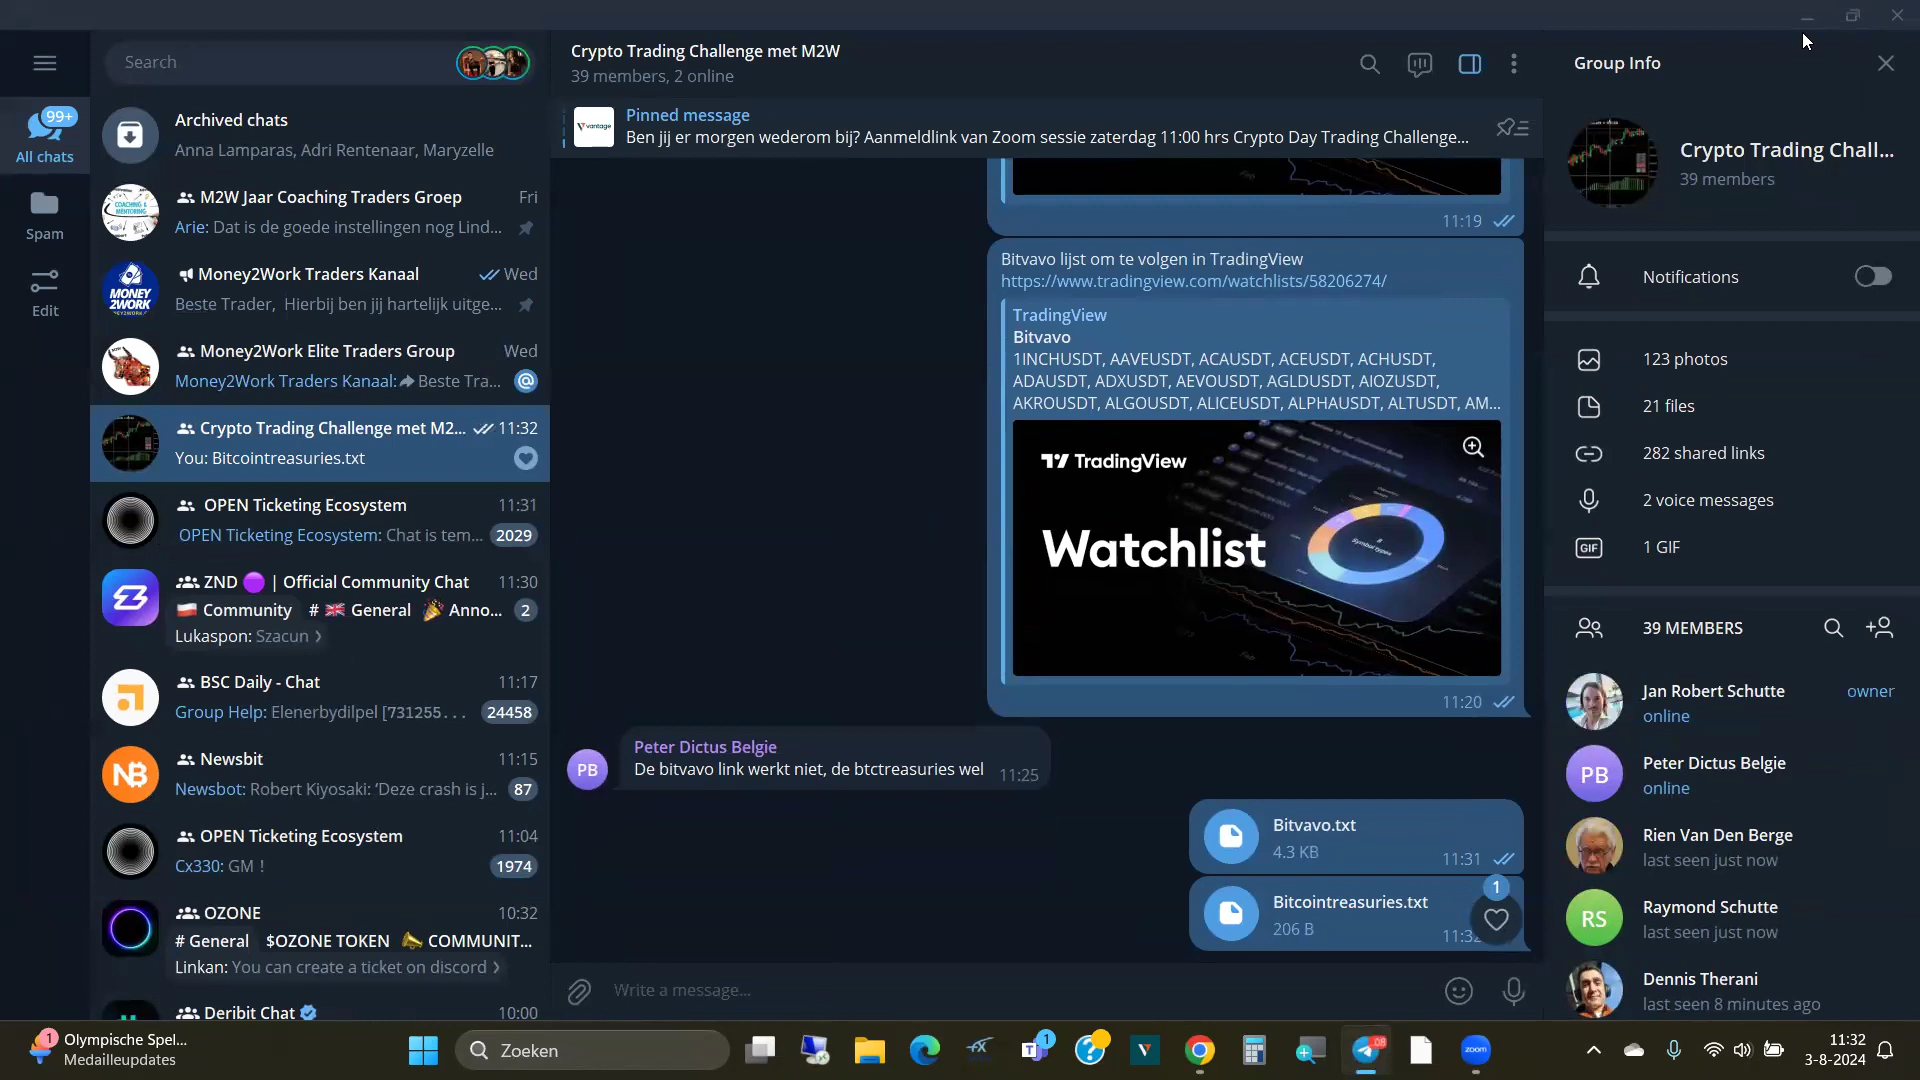 Search
99+
All chats
Spam
Edit
Archived chats
Anna Lamparas, Adri Rentenaar, Maryzelle
M2W Jaar Coaching Traders Groep
Fri
Arie: Dat is de goede instellingen nog Lind...
Money2Work Traders Kanaal
Wed
Beste Trader, Hierbij ben jij hartelijk uitge...
Money2Work Elite Traders Group
Wed
Money2Work Traders Kanaal: Beste Tra...
Crypto Trading Challenge met M2...
11:32
You: Bitcointreasuries.txt
OPEN Ticketing Ecosystem
11:31
OPEN Ticketing Ecosystem: Chat is tem...
2029
ZND | Official Community Chat
11:30
Community # General Anno...
2
Lukaspon: Szacun
BSC Daily - Chat
11:17
Group Help: Elenerbydilpel [731255...
24458
Newsbit
11:15
Newsbot: Robert Kiyosaki: ‘Deze crash is j...
87
OPEN Ticketing Ecosystem
11:04
Cx330: GM !
1974
OZONE
10:32
# General $OZONE TOKEN COMMUNIT...
Linkan: You can create a ticket on discord
Deribit Chat
10:00
Crypto Trading Challenge met M2W
39 members, 2 online
Pinned message
Ben jij er morgen wederom bij? Aanmeldlink van Zoom sessie zaterdag 11:00 hrs Crypto Day Trading Challenge...
vantage
11:19
Bitvavo lijst om te volgen in TradingView
https://www.tradingview.com/watchlists/58206274/
TradingView
Bitvavo
1INCHUSDT, AAVEUSDT, ACAUSDT, ACEUSDT, ACHUSDT,
ADAUSDT, ADXUSDT, AEVOUSDT, AGLDUSDT, AIOZUSDT,
AKROUSDT, ALGOUSDT, ALICEUSDT, ALPHAUSDT, ALTUSDT, AM...
TradingView
Watchlist
Symbol types
Feb
11:20
PB
Peter Dictus Belgie
De bitvavo link werkt niet, de btctreasuries wel
11:25
Bitvavo.txt
4.3 KB
11:31
Bitcointreasuries.txt
206 B
11:32
1
Write a message...
Group Info
Crypto Trading Chall...
39 members
Notifications
123 photos
21 files
282 shared links
2 voice messages
GIF
1 GIF
39 MEMBERS
Jan Robert Schutte
owner
online
PB
Peter Dictus Belgie
online
Rien Van Den Berge
last seen just now
RS
Raymond Schutte
last seen just now
Dennis Therani
last seen 8 minutes ago
1
Olympische Spel...
Medailleupdates
Zoeken
1
zoom
11:32
3-8-2024